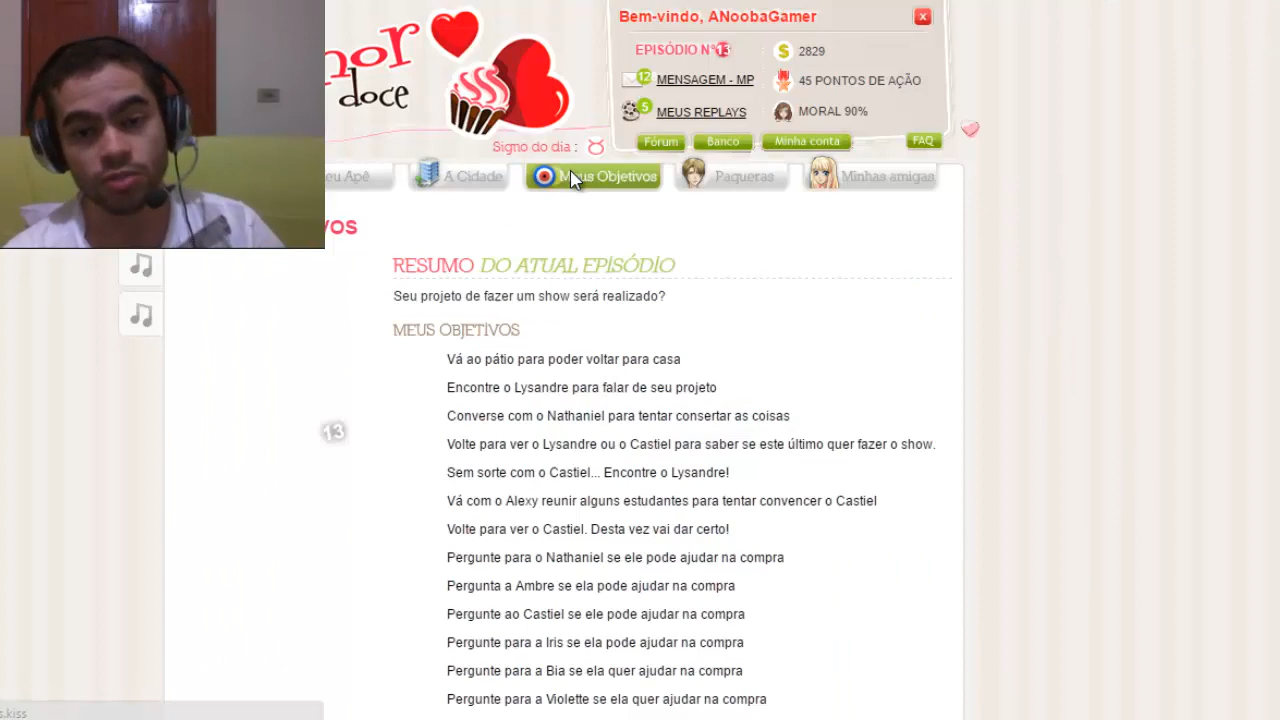 mor
doce
Bem-vindo, ANoobaGamer
x
EPISÓDIO Nº 13
$ 2829
12 MENSAGEM - MP
45 PONTOS DE AÇÃO
5 MEUS REPLAYS
MORAL 90%
Fórum
Banco
Minha conta
FAQ
Signo do dia :
eu Apê
A Cidade
Meus Objetivos
Paqueras
Minhas amigas
vos
RESUMO DO ATUAL EPISÓDIO
Seu projeto de fazer um show será realizado?
MEUS OBJETIVOS
Vá ao pátio para poder voltar para casa
Encontre o Lysandre para falar de seu projeto
13
Converse com o Nathaniel para tentar consertar as coisas
Volte para ver o Lysandre ou o Castiel para saber se este último quer fazer o show.
Sem sorte com o Castiel... Encontre o Lysandre!
Vá com o Alexy reunir alguns estudantes para tentar convencer o Castiel
Volte para ver o Castiel. Desta vez vai dar certo!
Pergunte para o Nathaniel se ele pode ajudar na compra
Pergunta a Ambre se ela pode ajudar na compra
Pergunte ao Castiel se ele pode ajudar na compra
Pergunte para a Iris se ela pode ajudar na compra
Pergunte para a Bia se ela quer ajudar na compra
Pergunte para a Violette se ela quer ajudar na compra
s.kiss